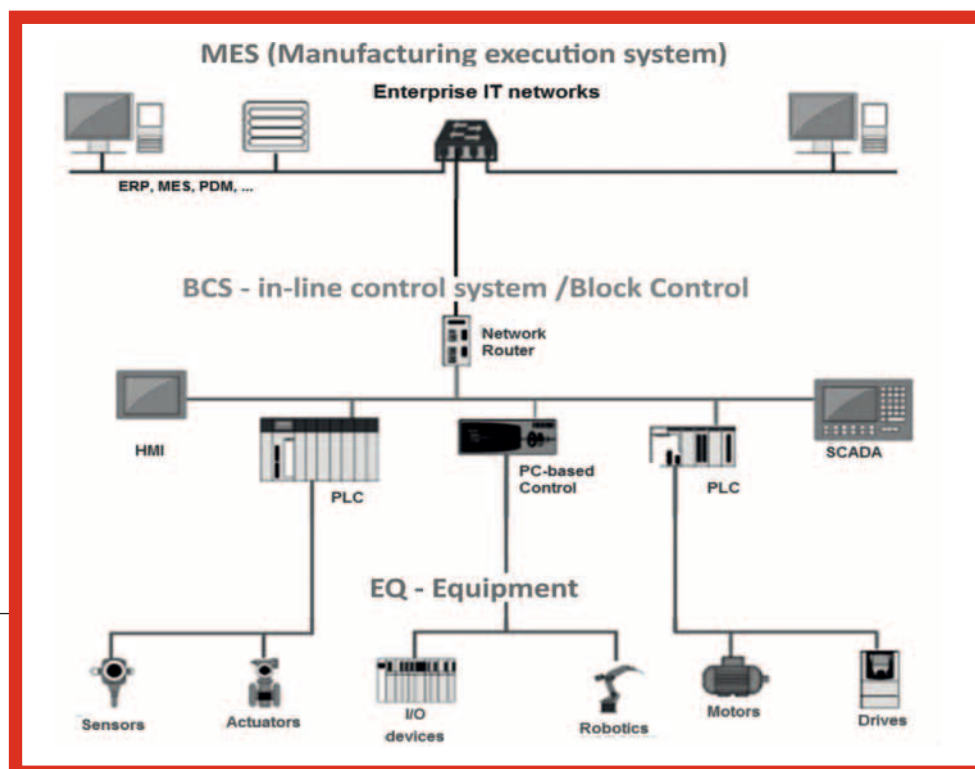 MES (Manufacturing execution system)
Enterprise IT networks
ERP, MES, PDM, ...
BCS - in-line control system /Block Control
Network
Router
HMI
PLC
PC-based
Control
PLC
SCADA
EQ - Equipment
Sensors
Actuators
I/O
devices
Robotics
Motors
Drives